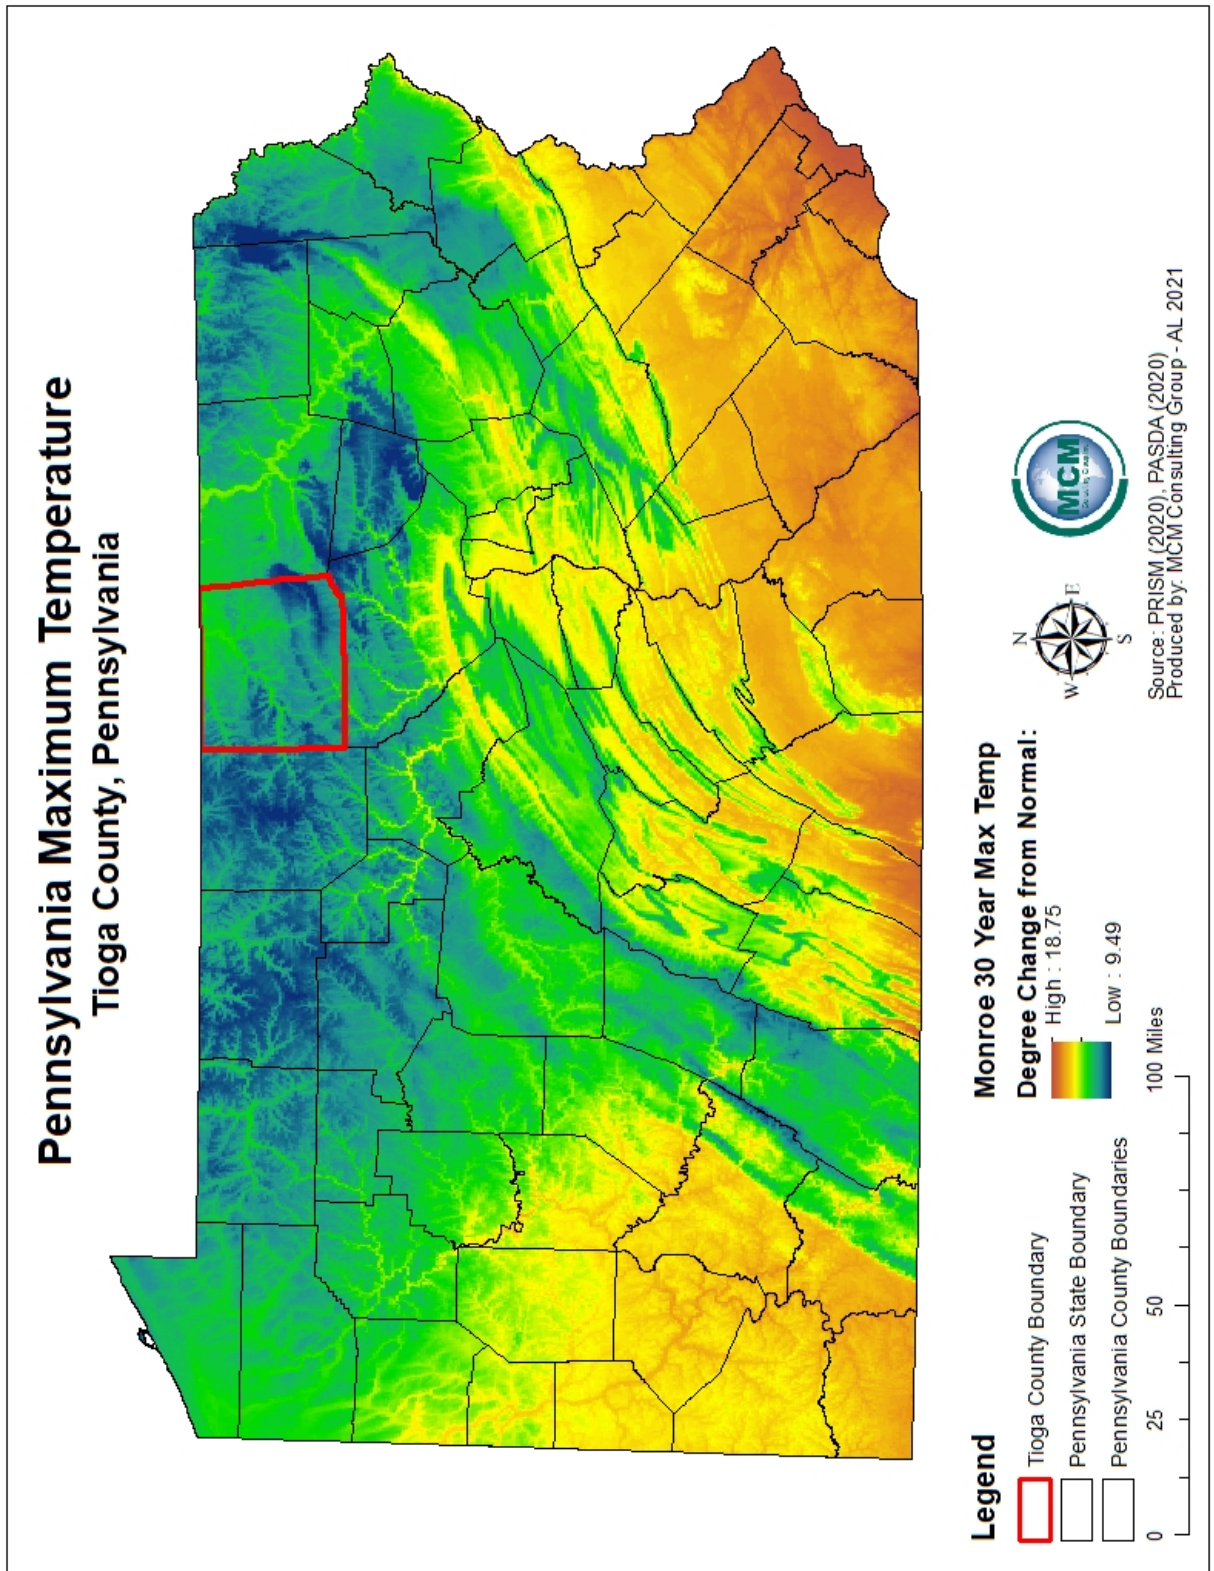 Pennsylvania Maximum Temperature
Tioga County, Pennsylvania
Legend
Tioga County Boundary
Pennsylvania State Boundary
Pennsylvania County Boundaries
0 25 50 100 Miles
Monroe 30 Year Max Temp
Degree Change from Normal:
High : 18.75
Low : 9.49
N
W E
S
MCM
Source: PRISM (2020), PASDA (2020)
Produced by: MCM Consulting Group - AL 2021